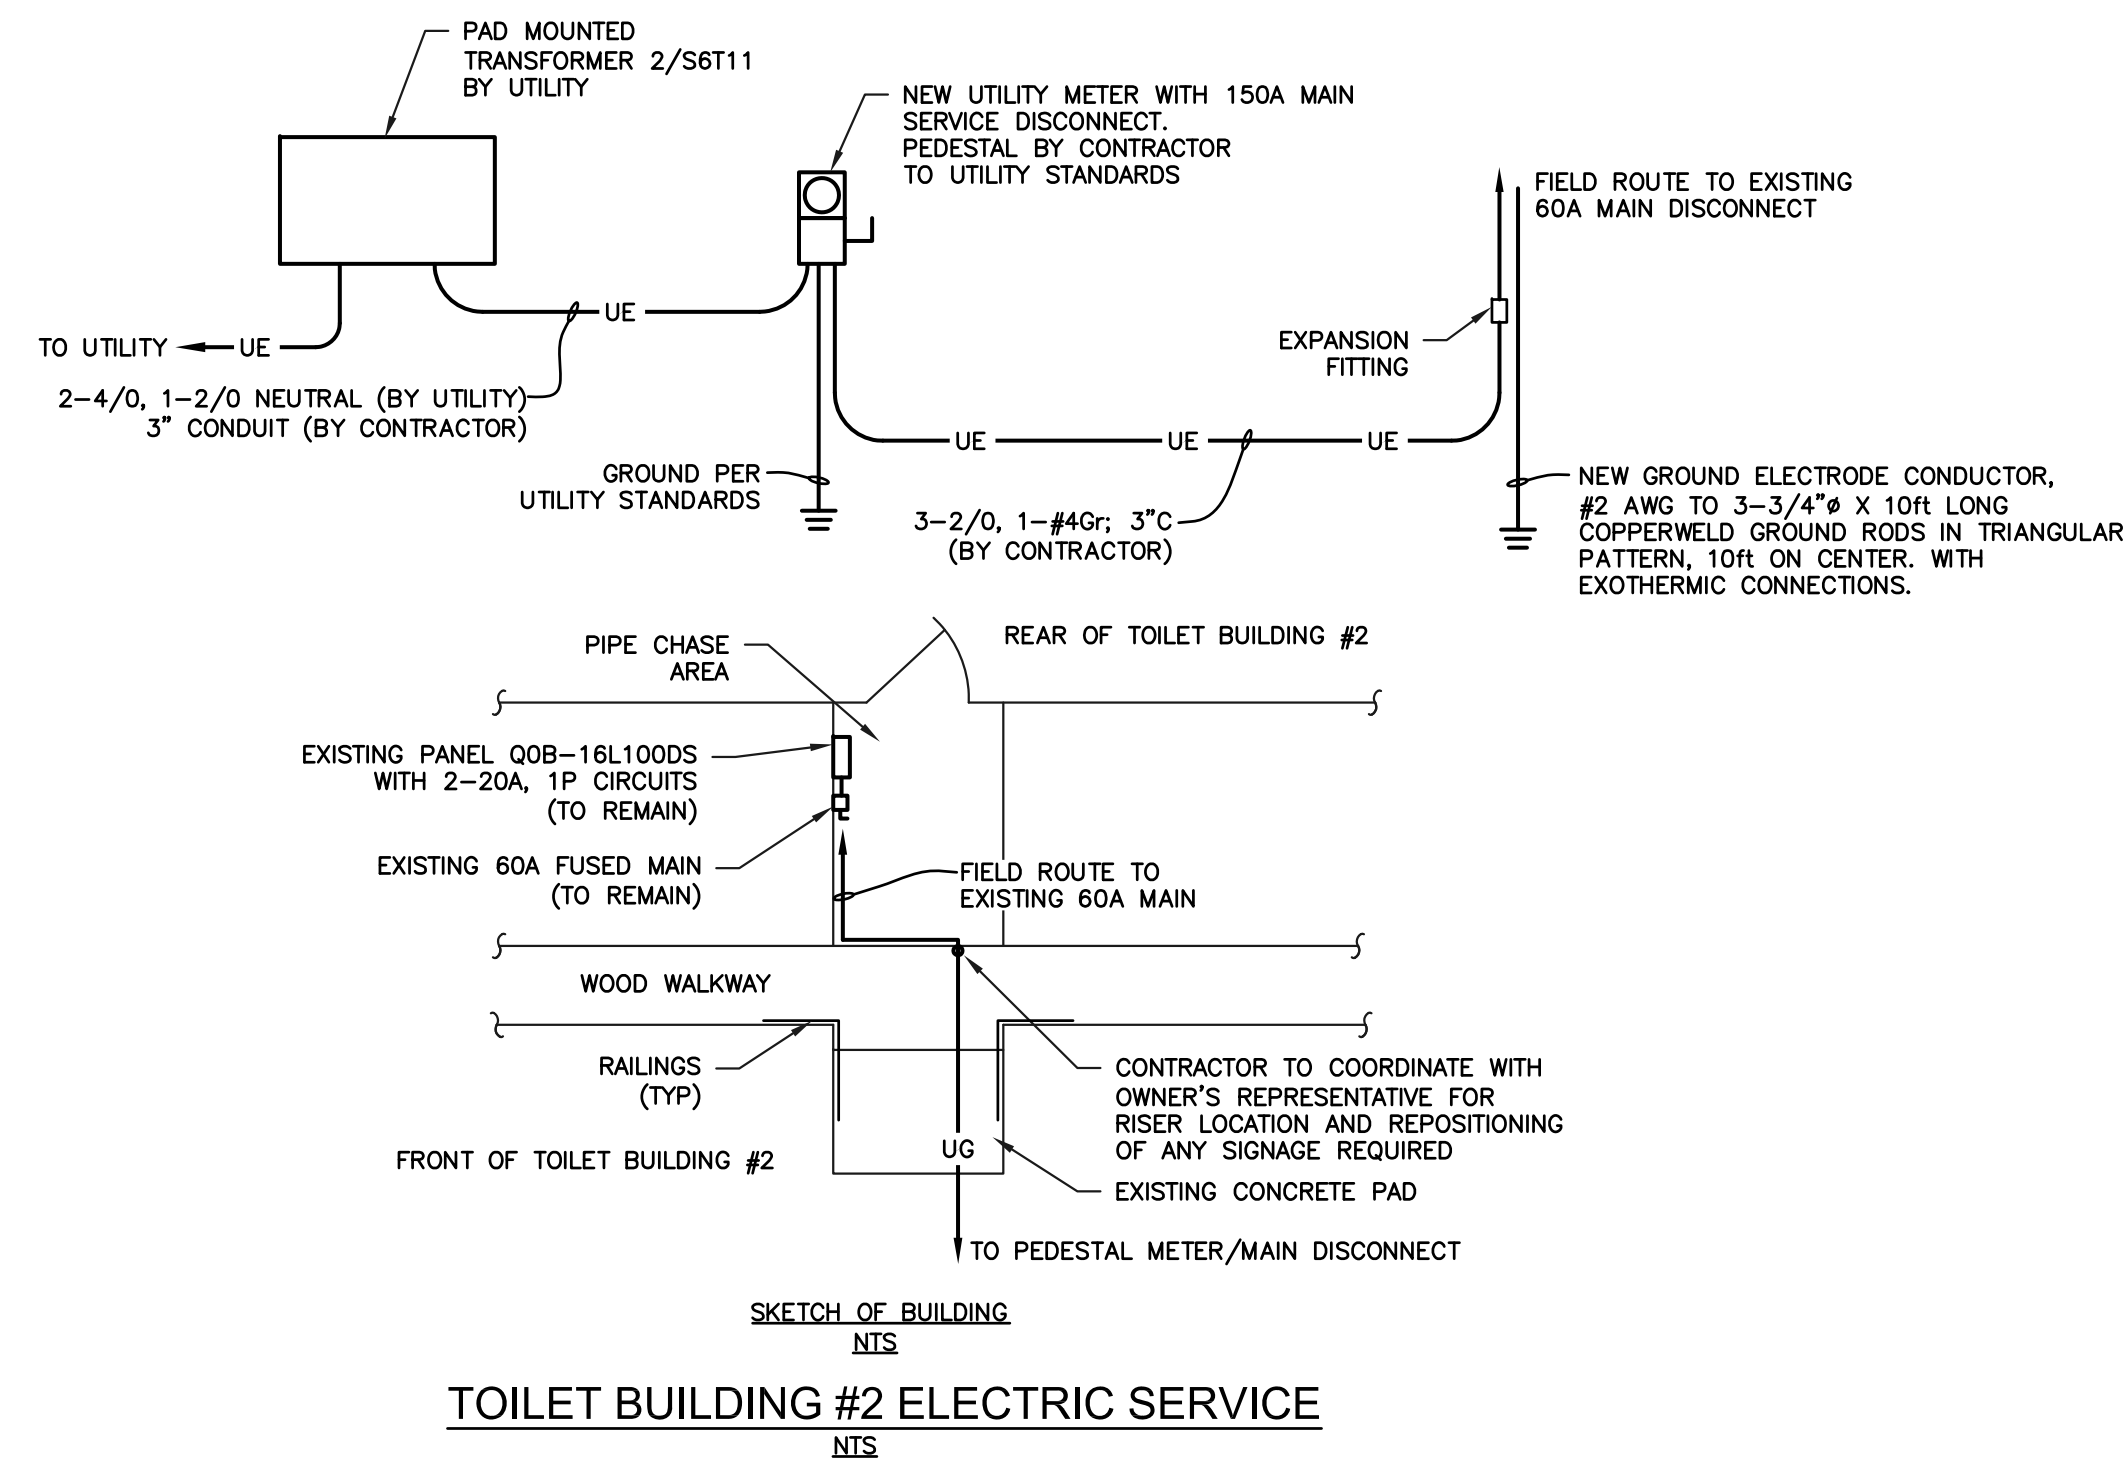 PAD MOUNTED
TRANSFORMER 2/S6T11
BY UTILITY
NEW UTILITY METER WITH 150A MAIN
SERVICE DISCONNECT.
PEDESTAL BY CONTRACTOR
TO UTILITY STANDARDS
FIELD ROUTE TO EXISTING
60A MAIN DISCONNECT
UE
TO UTILITY
UE
EXPANSION
FITTING
2-4/0, 1-2/0 NEUTRAL (BY UTILITY)
3" CONDUIT (BY CONTRACTOR)
UE
UE
UE
GROUND PER
UTILITY STANDARDS
3-2/0, 1-#4Gr; 3"C
(BY CONTRACTOR)
NEW GROUND ELECTRODE CONDUCTOR,
#2 AWG TO 3-3/4"ø X 10ft LONG
COPPERWELD GROUND RODS IN TRIANGULAR
PATTERN, 10ft ON CENTER. WITH
EXOTHERMIC CONNECTIONS.
PIPE CHASE
AREA
REAR OF TOILET BUILDING #2
EXISTING PANEL QOB-16L100DS
WITH 2-20A, 1P CIRCUITS
(TO REMAIN)
EXISTING 60A FUSED MAIN
(TO REMAIN)
FIELD ROUTE TO
EXISTING 60A MAIN
WOOD WALKWAY
RAILINGS
(TYP)
CONTRACTOR TO COORDINATE WITH
OWNER'S REPRESENTATIVE FOR
RISER LOCATION AND REPOSITIONING
OF ANY SIGNAGE REQUIRED
UG
FRONT OF TOILET BUILDING #2
EXISTING CONCRETE PAD
TO PEDESTAL METER/MAIN DISCONNECT
SKETCH OF BUILDING
NTS
TOILET BUILDING #2 ELECTRIC SERVICE
NTS